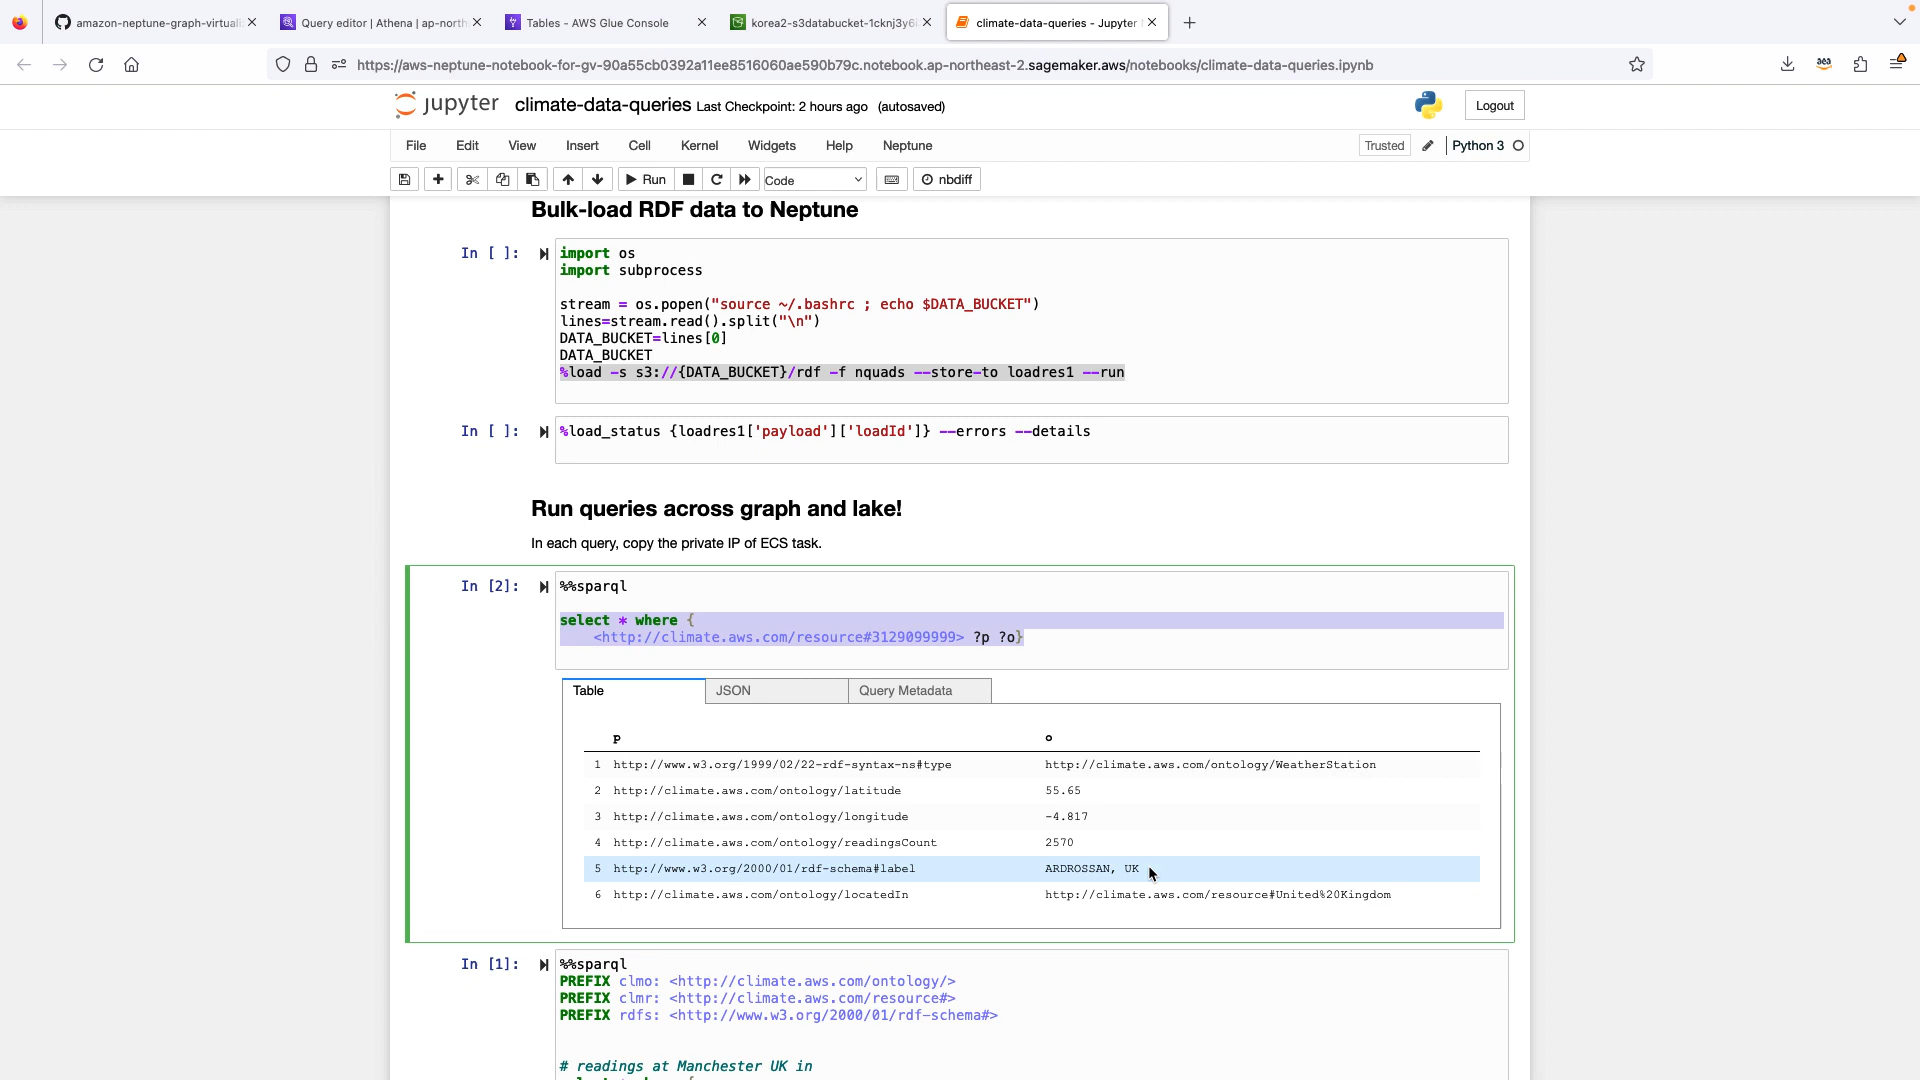 amazon-neptune-graph-virtuali
Query editor | Athena | ap-north
Tables - AWS Glue Console
korea2-s3databucket-1cknj3y6i
climate-data-queries - Jupyter
https://aws-neptune-notebook-for-gv-90a55cb0392a11ee8516060ae590b79c.notebook.ap-northeast-2.sagemaker.aws/notebooks/climate-data-queries.ipynb
jupyter climate-data-queries Last Checkpoint: 2 hours ago (autosaved)
Logout
File Edit View Insert Cell Kernel Widgets Help Neptune
Trusted
Python 3
Run
Code
nbdiff
Bulk-load RDF data to Neptune
In [ ]:
import os
import subprocess
stream = os.popen("source ~/.bashrc ; echo $DATA_BUCKET")
lines=stream.read().split("\n")
DATA_BUCKET=lines[0]
DATA_BUCKET
%load -s s3://{DATA_BUCKET}/rdf -f nquads --store-to loadres1 --run
In [ ]:
%load_status {loadres1['payload']['loadId']} --errors --details
Run queries across graph and lake!
In each query, copy the private IP of ECS task.
In [2]:
%%sparql
select * where {
<http://climate.aws.com/resource#3129099999> ?p ?o}
Table JSON Query Metadata
p o
1 http://www.w3.org/1999/02/22-rdf-syntax-ns#type http://climate.aws.com/ontology/WeatherStation
2 http://climate.aws.com/ontology/latitude 55.65
3 http://climate.aws.com/ontology/longitude -4.817
4 http://climate.aws.com/ontology/readingsCount 2570
5 http://www.w3.org/2000/01/rdf-schema#label ARDROSSAN, UK
6 http://climate.aws.com/ontology/locatedIn http://climate.aws.com/resource#United%20Kingdom
In [1]:
%%sparql
PREFIX clmo: <http://climate.aws.com/ontology/>
PREFIX clmr: <http://climate.aws.com/resource#>
PREFIX rdfs: <http://www.w3.org/2000/01/rdf-schema#>
# readings at Manchester UK in